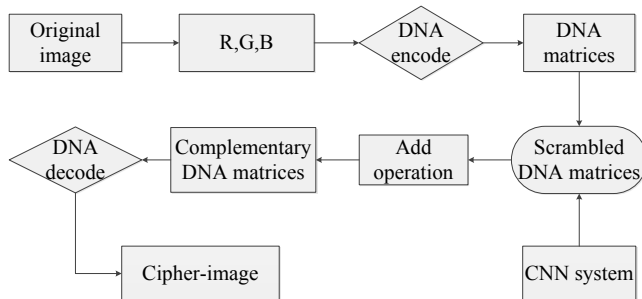 Original
image
R,G,B
DNA
encode
DNA
matrices
DNA
decode
Complementary
DNA matrices
Add
operation
Scrambled
DNA matrices
Cipher-image
CNN system